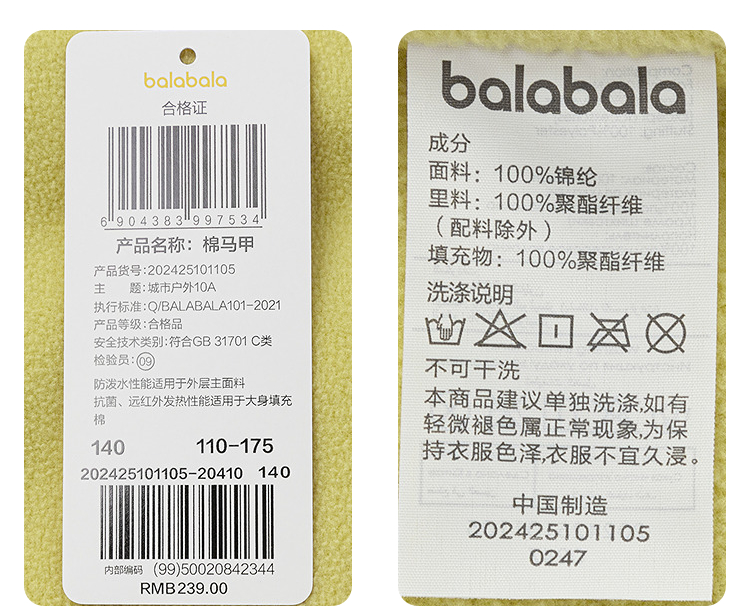 balabala
合格证
6904383997534
产品名称：棉马甲
产品货号:202425101105
主　题：城市户外10A
执行标准:Q/BALABALA101-2021
产品等级:合格品
安全技术类别:符合GB 31701 C类
检验员:09
防泼水性能适用于外层主面料
抗菌、远红外发热性能适用于大身填充
棉
140　110-175
202425101105-20410　140
内部编码　(99)50020842344
RMB239.00
balabala
成分
面料：100%锦纶
里料：100%聚酯纤维
（配料除外）
填充物：100%聚酯纤维
洗涤说明
不可干洗
本商品建议单独洗涤,如有
轻微褪色属正常现象,为保
持衣服色泽,衣服不宜久浸。
中国制造
202425101105
0247